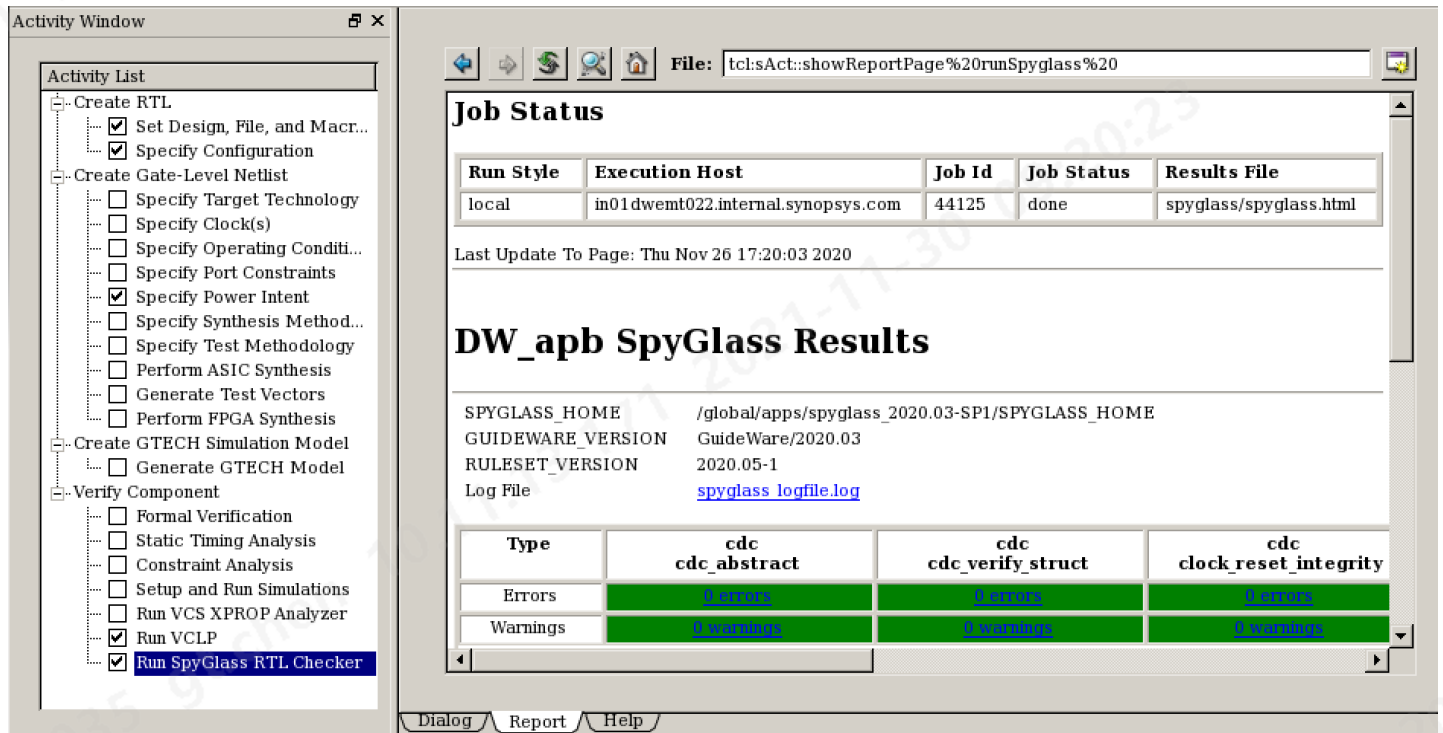 Activity Window
Activity List
Create RTL
Set Design, File, and Macr...
Specify Configuration
Create Gate-Level Netlist
Specify Target Technology
Specify Clock(s)
Specify Operating Conditi...
Specify Port Constraints
Specify Power Intent
Specify Synthesis Method...
Specify Test Methodology
Perform ASIC Synthesis
Generate Test Vectors
Perform FPGA Synthesis
Create GTECH Simulation Model
Generate GTECH Model
Verify Component
Formal Verification
Static Timing Analysis
Constraint Analysis
Setup and Run Simulations
Run VCS XPROP Analyzer
Run VCLP
Run SpyGlass RTL Checker
File: tcl:sAct::showReportPage%20runSpyglass%20
Job Status
Run Style Execution Host Job Id Job Status Results File
local in01dwemt022.internal.synopsys.com 44125 done spyglass/spyglass.html
Last Update To Page: Thu Nov 26 17:20:03 2020
DW_apb SpyGlass Results
SPYGLASS_HOME /global/apps/spyglass_2020.03-SP1/SPYGLASS_HOME
GUIDEWARE_VERSION GuideWare/2020.03
RULESET_VERSION 2020.05-1
Log File spyglass_logfile.log
Type cdc cdc cdc
cdc_abstract cdc_verify_struct clock_reset_integrity
Errors 0 errors 0 errors 0 errors
Warnings 0 warnings 0 warnings 0 warnings
Dialog Report Help